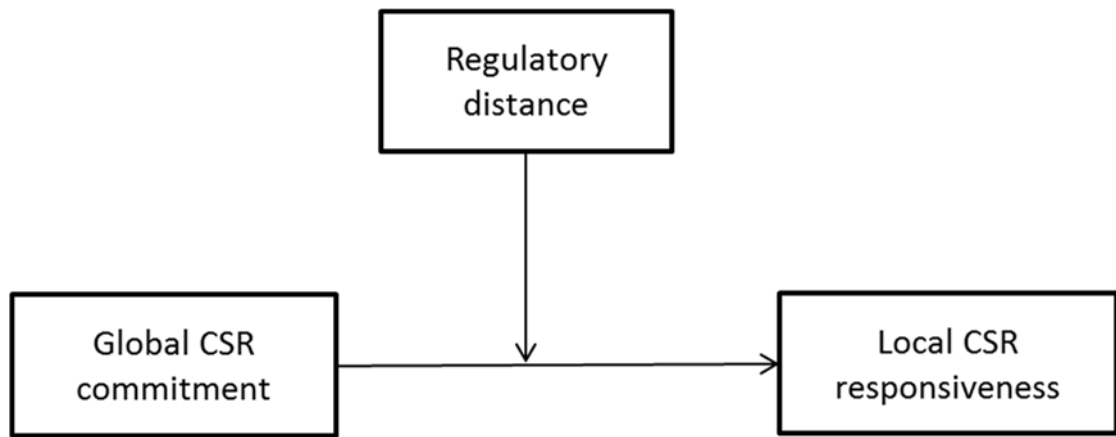 Regulatory
distance
Global CSR
commitment
Local CSR
responsiveness